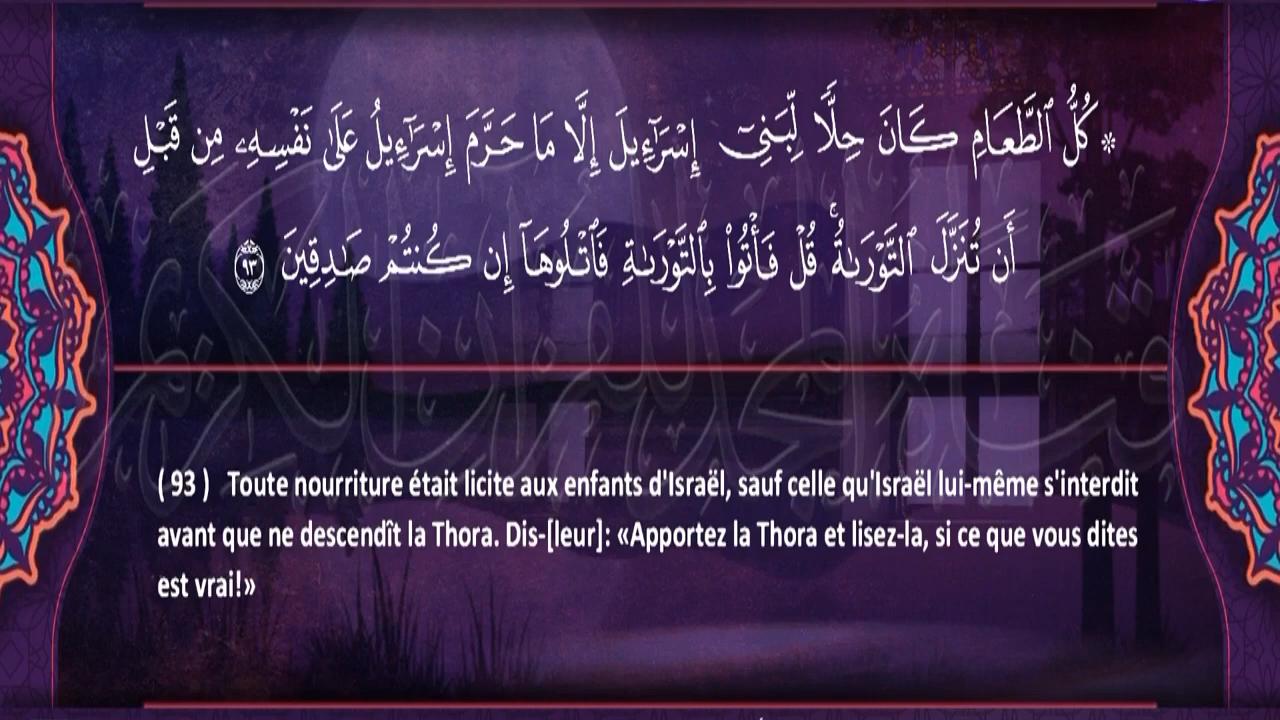 ۞ كُلُّ ٱلطَّعَامِ كَانَ حِلًّا لِّبَنِىٓ إِسْرَٰٓءِيلَ إِلَّا مَا حَرَّمَ إِسْرَٰٓءِيلُ عَلَىٰ نَفْسِهِۦ مِن قَبْلِ
أَن تُنَزَّلَ ٱلتَّوْرَىٰةُ ۗ قُلْ فَأْتُوا۟ بِٱلتَّوْرَىٰةِ فَٱتْلُوهَآ إِن كُنتُمْ صَـٰدِقِينَ ٩٣
( 93 ) Toute nourriture était licite aux enfants d'Israël, sauf celle qu'Israël lui-même s'interdit
avant que ne descendît la Thora. Dis-[leur]: «Apportez la Thora et lisez-la, si ce que vous dites
est vrai!»